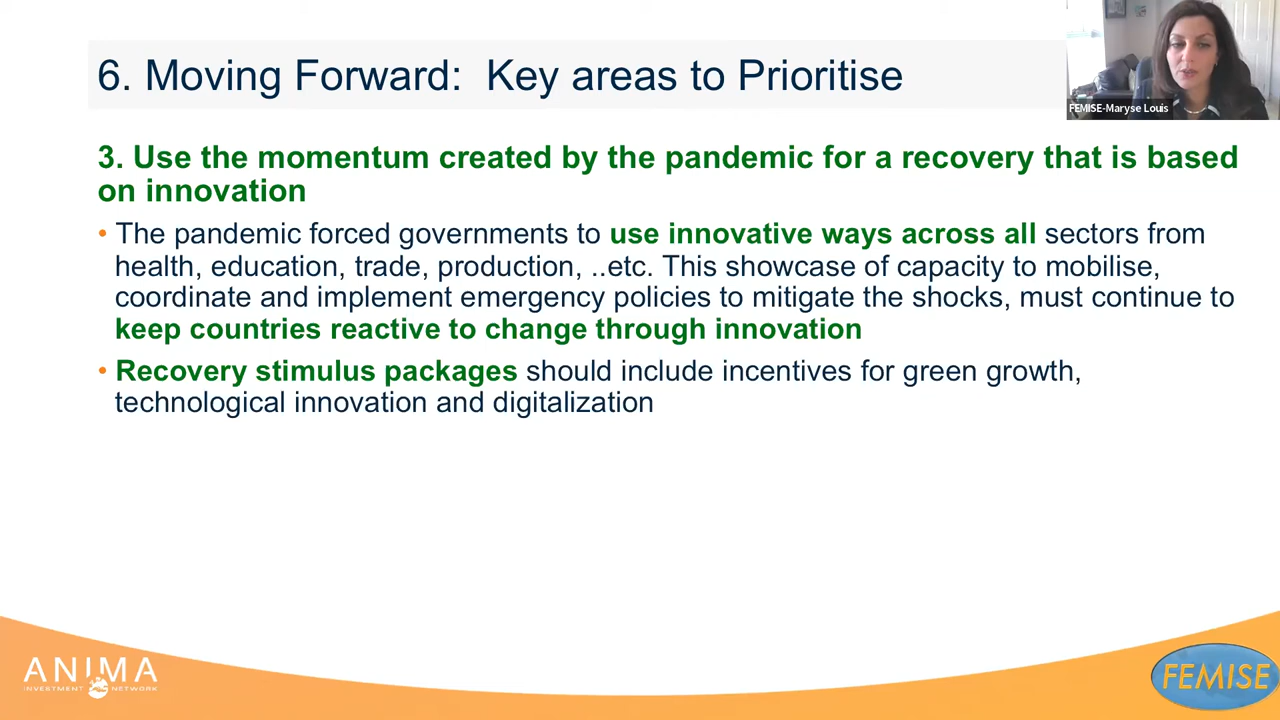 6. Moving Forward: Key areas to Prioritise
FEMISE-Maryse Louis
3. Use the momentum created by the pandemic for a recovery that is based
on innovation
• The pandemic forced governments to use innovative ways across all sectors from
health, education, trade, production, ..etc. This showcase of capacity to mobilise,
coordinate and implement emergency policies to mitigate the shocks, must continue to
keep countries reactive to change through innovation
• Recovery stimulus packages should include incentives for green growth,
technological innovation and digitalization
ANIMA
INVESTMENT NETWORK
FEMISE